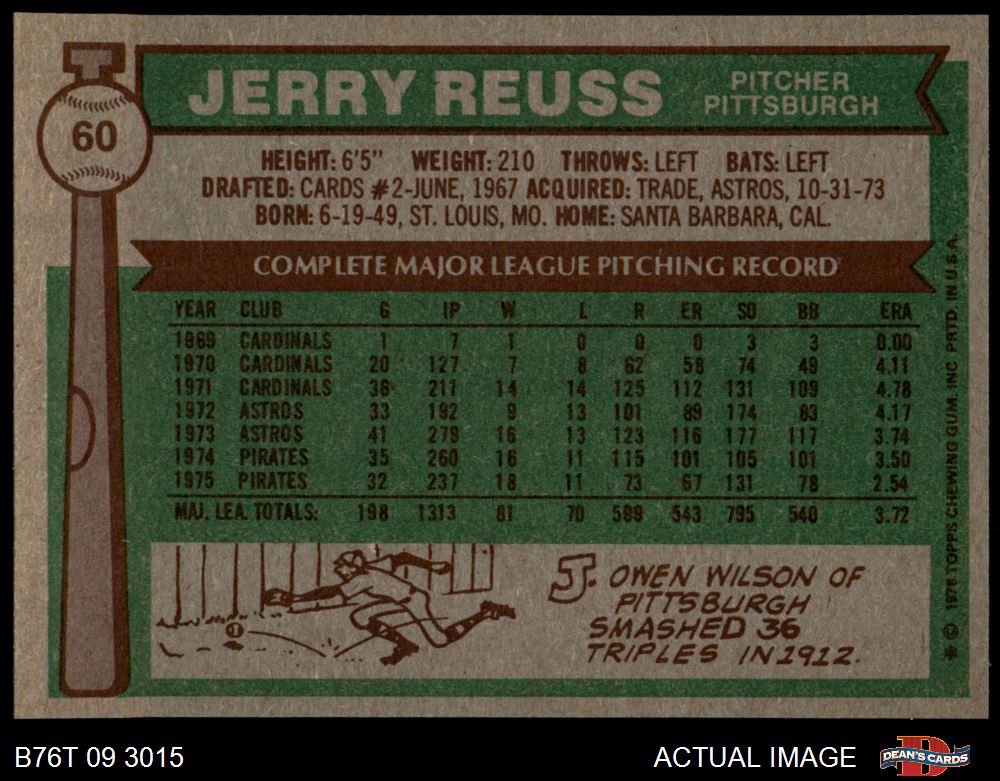 60
JERRY REUSS
PITCHER
PITTSBURGH
HEIGHT: 6'5" WEIGHT: 210 THROWS: LEFT BATS: LEFT
DRAFTED: CARDS #2-JUNE, 1967 ACQUIRED: TRADE, ASTROS, 10-31-73
BORN: 6-19-49, ST. LOUIS, MO. HOME: SANTA BARBARA, CAL.
COMPLETE MAJOR LEAGUE PITCHING RECORD
YEAR CLUB G IP W L R ER SO BB ERA
1969 CARDINALS 1 7 1 0 0 0 3 3 0.00
1970 CARDINALS 20 127 7 8 62 58 74 49 4.11
1971 CARDINALS 36 211 14 14 125 112 131 109 4.78
1972 ASTROS 33 192 9 13 101 89 174 83 4.17
1973 ASTROS 41 279 16 13 123 116 177 117 3.74
1974 PIRATES 35 260 16 11 115 101 105 101 3.50
1975 PIRATES 32 237 18 11 73 67 131 78 2.54
MAJ. LEA. TOTALS: 198 1313 81 70 599 543 795 540 3.72
J. OWEN WILSON OF
PITTSBURGH
SMASHED 36
TRIPLES IN 1912.
* © 1976 TOPPS CHEWING GUM, INC. PRTD. IN U.S.A.
B76T 09 3015
ACTUAL IMAGE
DEAN'S CARDS